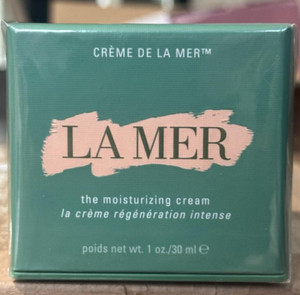 CRÈME DE LA MER™
LA MER
the moisturizing cream
la crème régénération intense
poids net wt. 1 oz./30 ml ℮